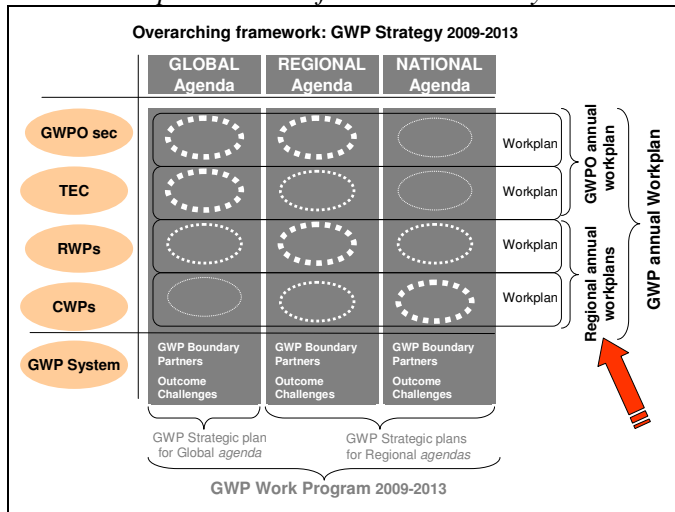 Overarching framework: GWP Strategy 2009-2013
GLOBAL
Agenda
REGIONAL
Agenda
NATIONAL
Agenda
GWPO sec
Workplan
TEC
Workplan
RWPs
Workplan
CWPs
Workplan
GWPO annual
workplan
Regional annual
workplans
GWP annual Workplan
GWP System
GWP Boundary
Partners
Outcome
Challenges
GWP Boundary
Partners
Outcome
Challenges
GWP Boundary
Partners
Outcome
Challenges
GWP Strategic plan
for Global agenda
GWP Strategic plans
for Regional agendas
GWP Work Program 2009-2013